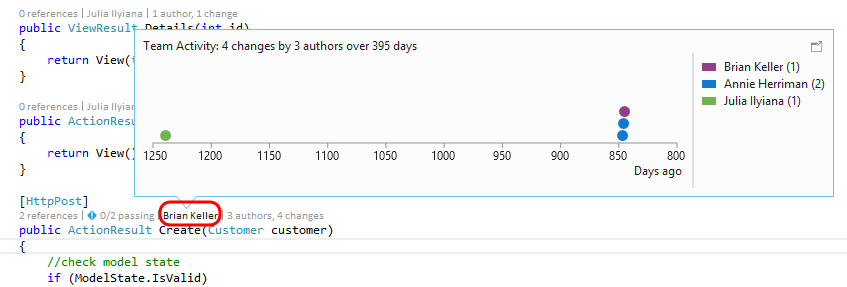 0 references | Julia Ilyiana | 1 author, 1 change
public ViewResult Details(int id)
{
return View(
}
Team Activity: 4 changes by 3 authors over 395 days
Brian Keller (1)
Annie Herriman (2)
Julia Ilyiana (1)
1250 1200 1150 1100 1050 1000 950 900 850 800
Days ago
0 references | Julia Ilyia
public ActionResu
{
return View()
}
[HttpPost]
2 references | 0/2 passing | Brian Keller | 3 authors, 4 changes
public ActionResult Create(Customer customer)
{
//check model state
if (ModelState.IsValid)